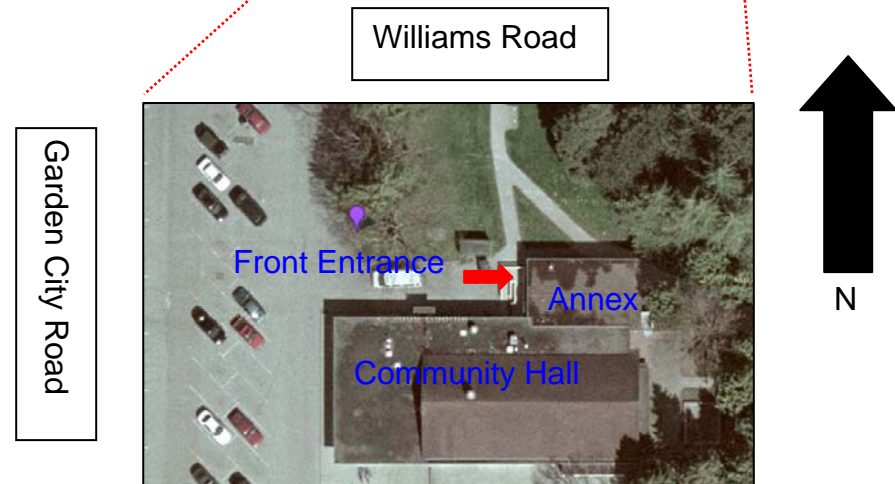 Williams Road
Garden City Road
Front Entrance
Annex
Community Hall
N